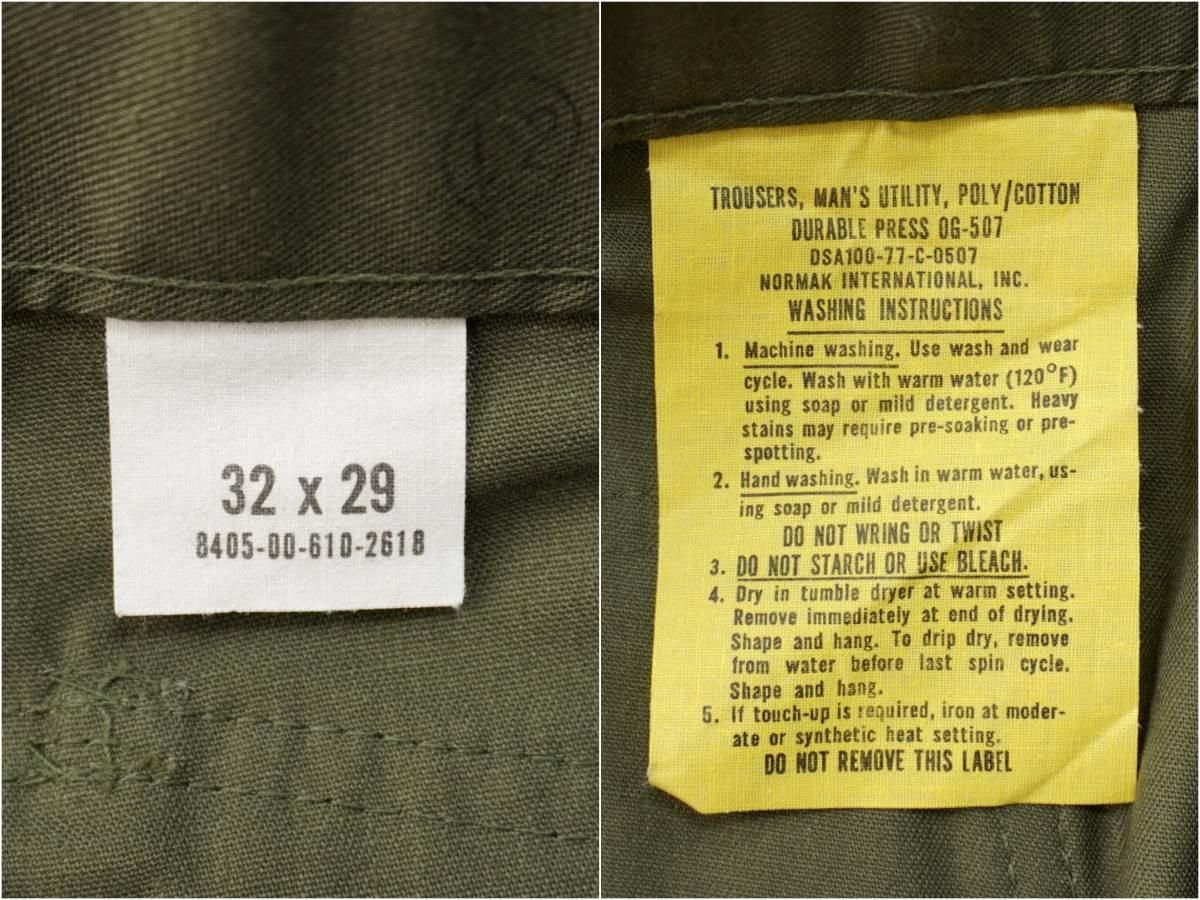 32 x 29
8405-00-610-2618
TROUSERS, MAN'S UTILITY, POLY/COTTON
DURABLE PRESS OG-507
DSA100-77-C-0507
NORMAK INTERNATIONAL, INC.
WASHING INSTRUCTIONS
1. Machine washing. Use wash and wear
cycle. Wash with warm water (120°F)
using soap or mild detergent. Heavy
stains may require pre-soaking or pre-
spotting.
2. Hand washing. Wash in warm water, us-
ing soap or mild detergent.
DO NOT WRING OR TWIST
3. DO NOT STARCH OR USE BLEACH.
4. Dry in tumble dryer at warm setting.
Remove immediately at end of drying.
Shape and hang. To drip dry, remove
from water before last spin cycle.
Shape and hang.
5. If touch-up is required, iron at moder-
ate or synthetic heat setting.
DO NOT REMOVE THIS LABEL